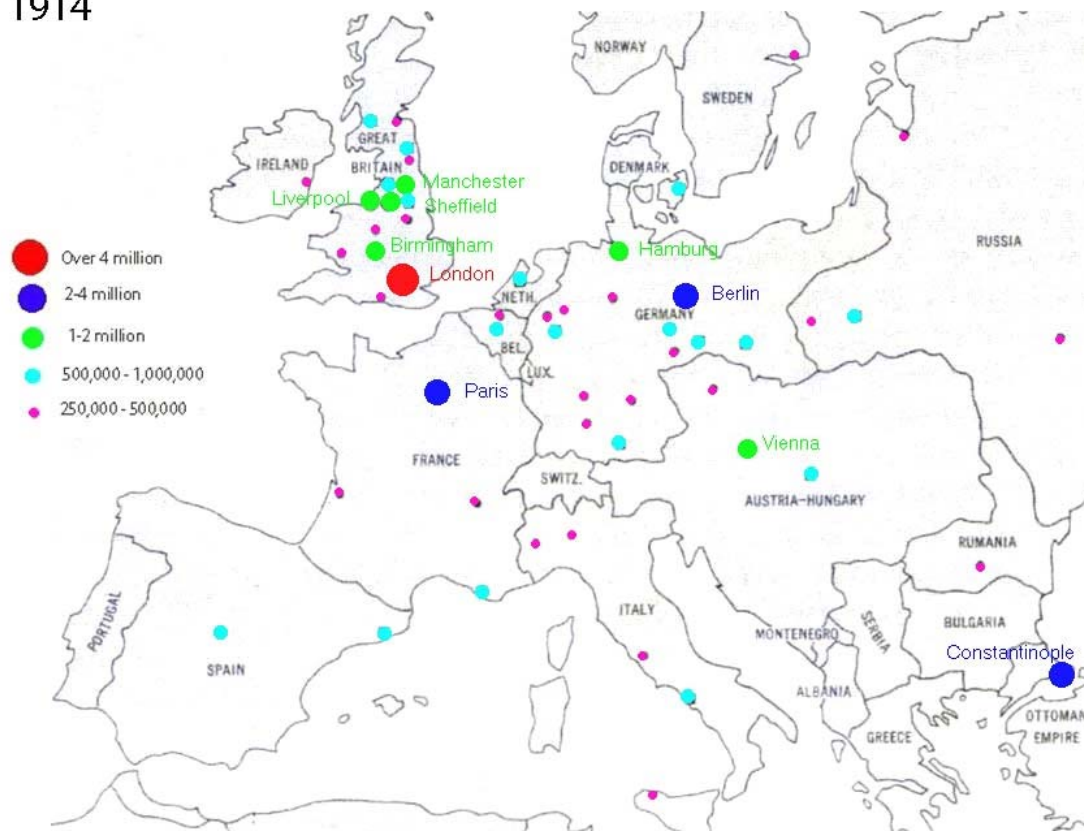 1914
NORWAY
SWEDEN
GREAT
BRITAIN
IRELAND
DENMARK
Manchester
Liverpool
Sheffield
Birmingham
Hamburg
RUSSIA
London
NETH.
Berlin
GERMANY
Over 4 million
2-4 million
1-2 million
500,000 - 1,000,000
250,000 - 500,000
BEL.
LUX.
Paris
FRANCE
Vienna
SWITZ.
AUSTRIA-HUNGARY
RUMANIA
PORTUGAL
SPAIN
ITALY
MONTENEGRO
SERBIA
BULGARIA
Constantinople
ALBANIA
GREECE
OTTOMAN
EMPIRE